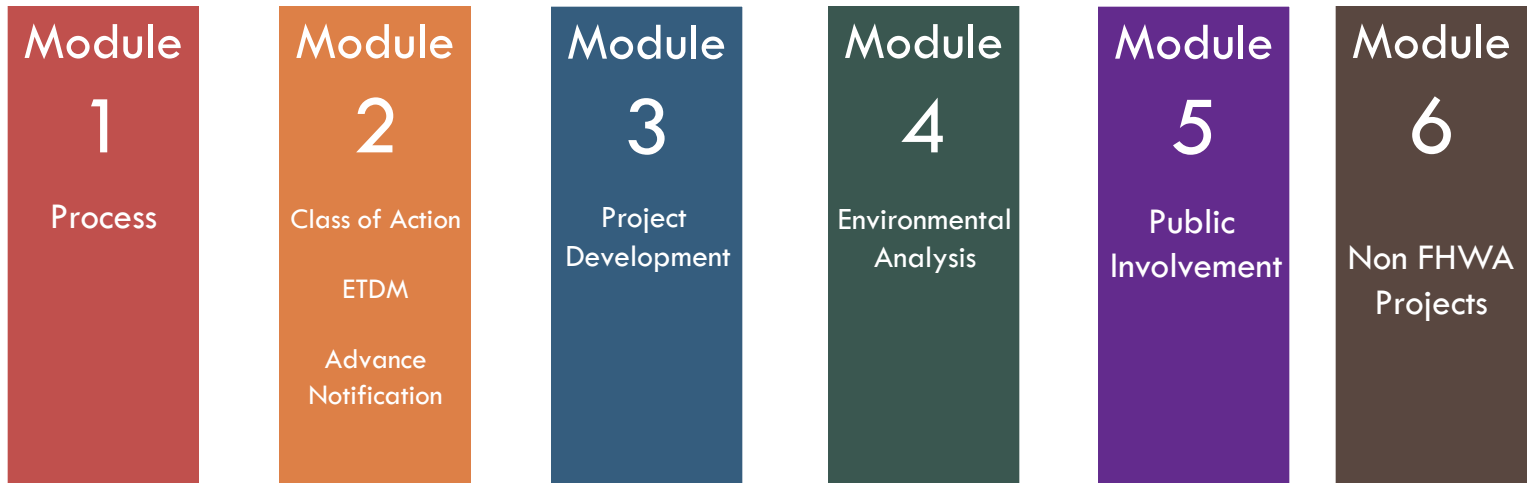 Module
1
Process
Module
2
Class of Action
ETDM
Advance
Notification
Module
3
Project
Development
Module
4
Environmental
Analysis
Module
5
Public
Involvement
Module
6
Non FHWA
Projects